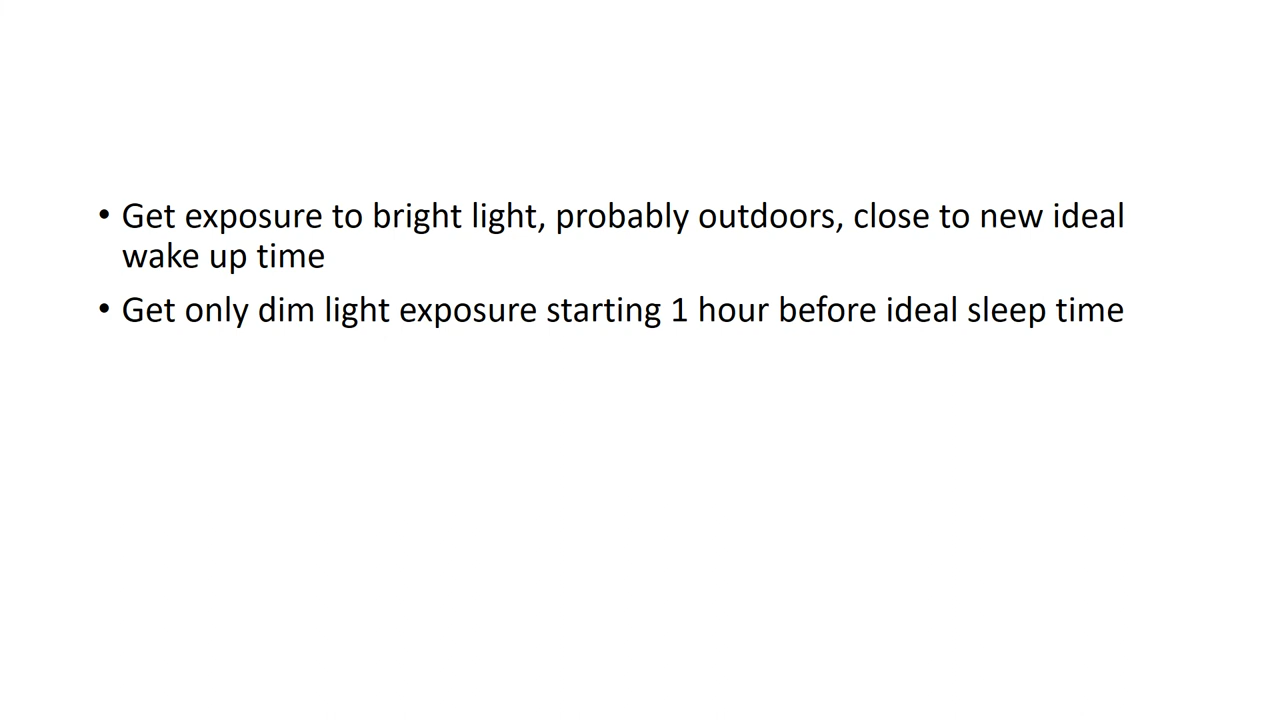 • Get exposure to bright light, probably outdoors, close to new ideal
wake up time
• Get only dim light exposure starting 1 hour before ideal sleep time